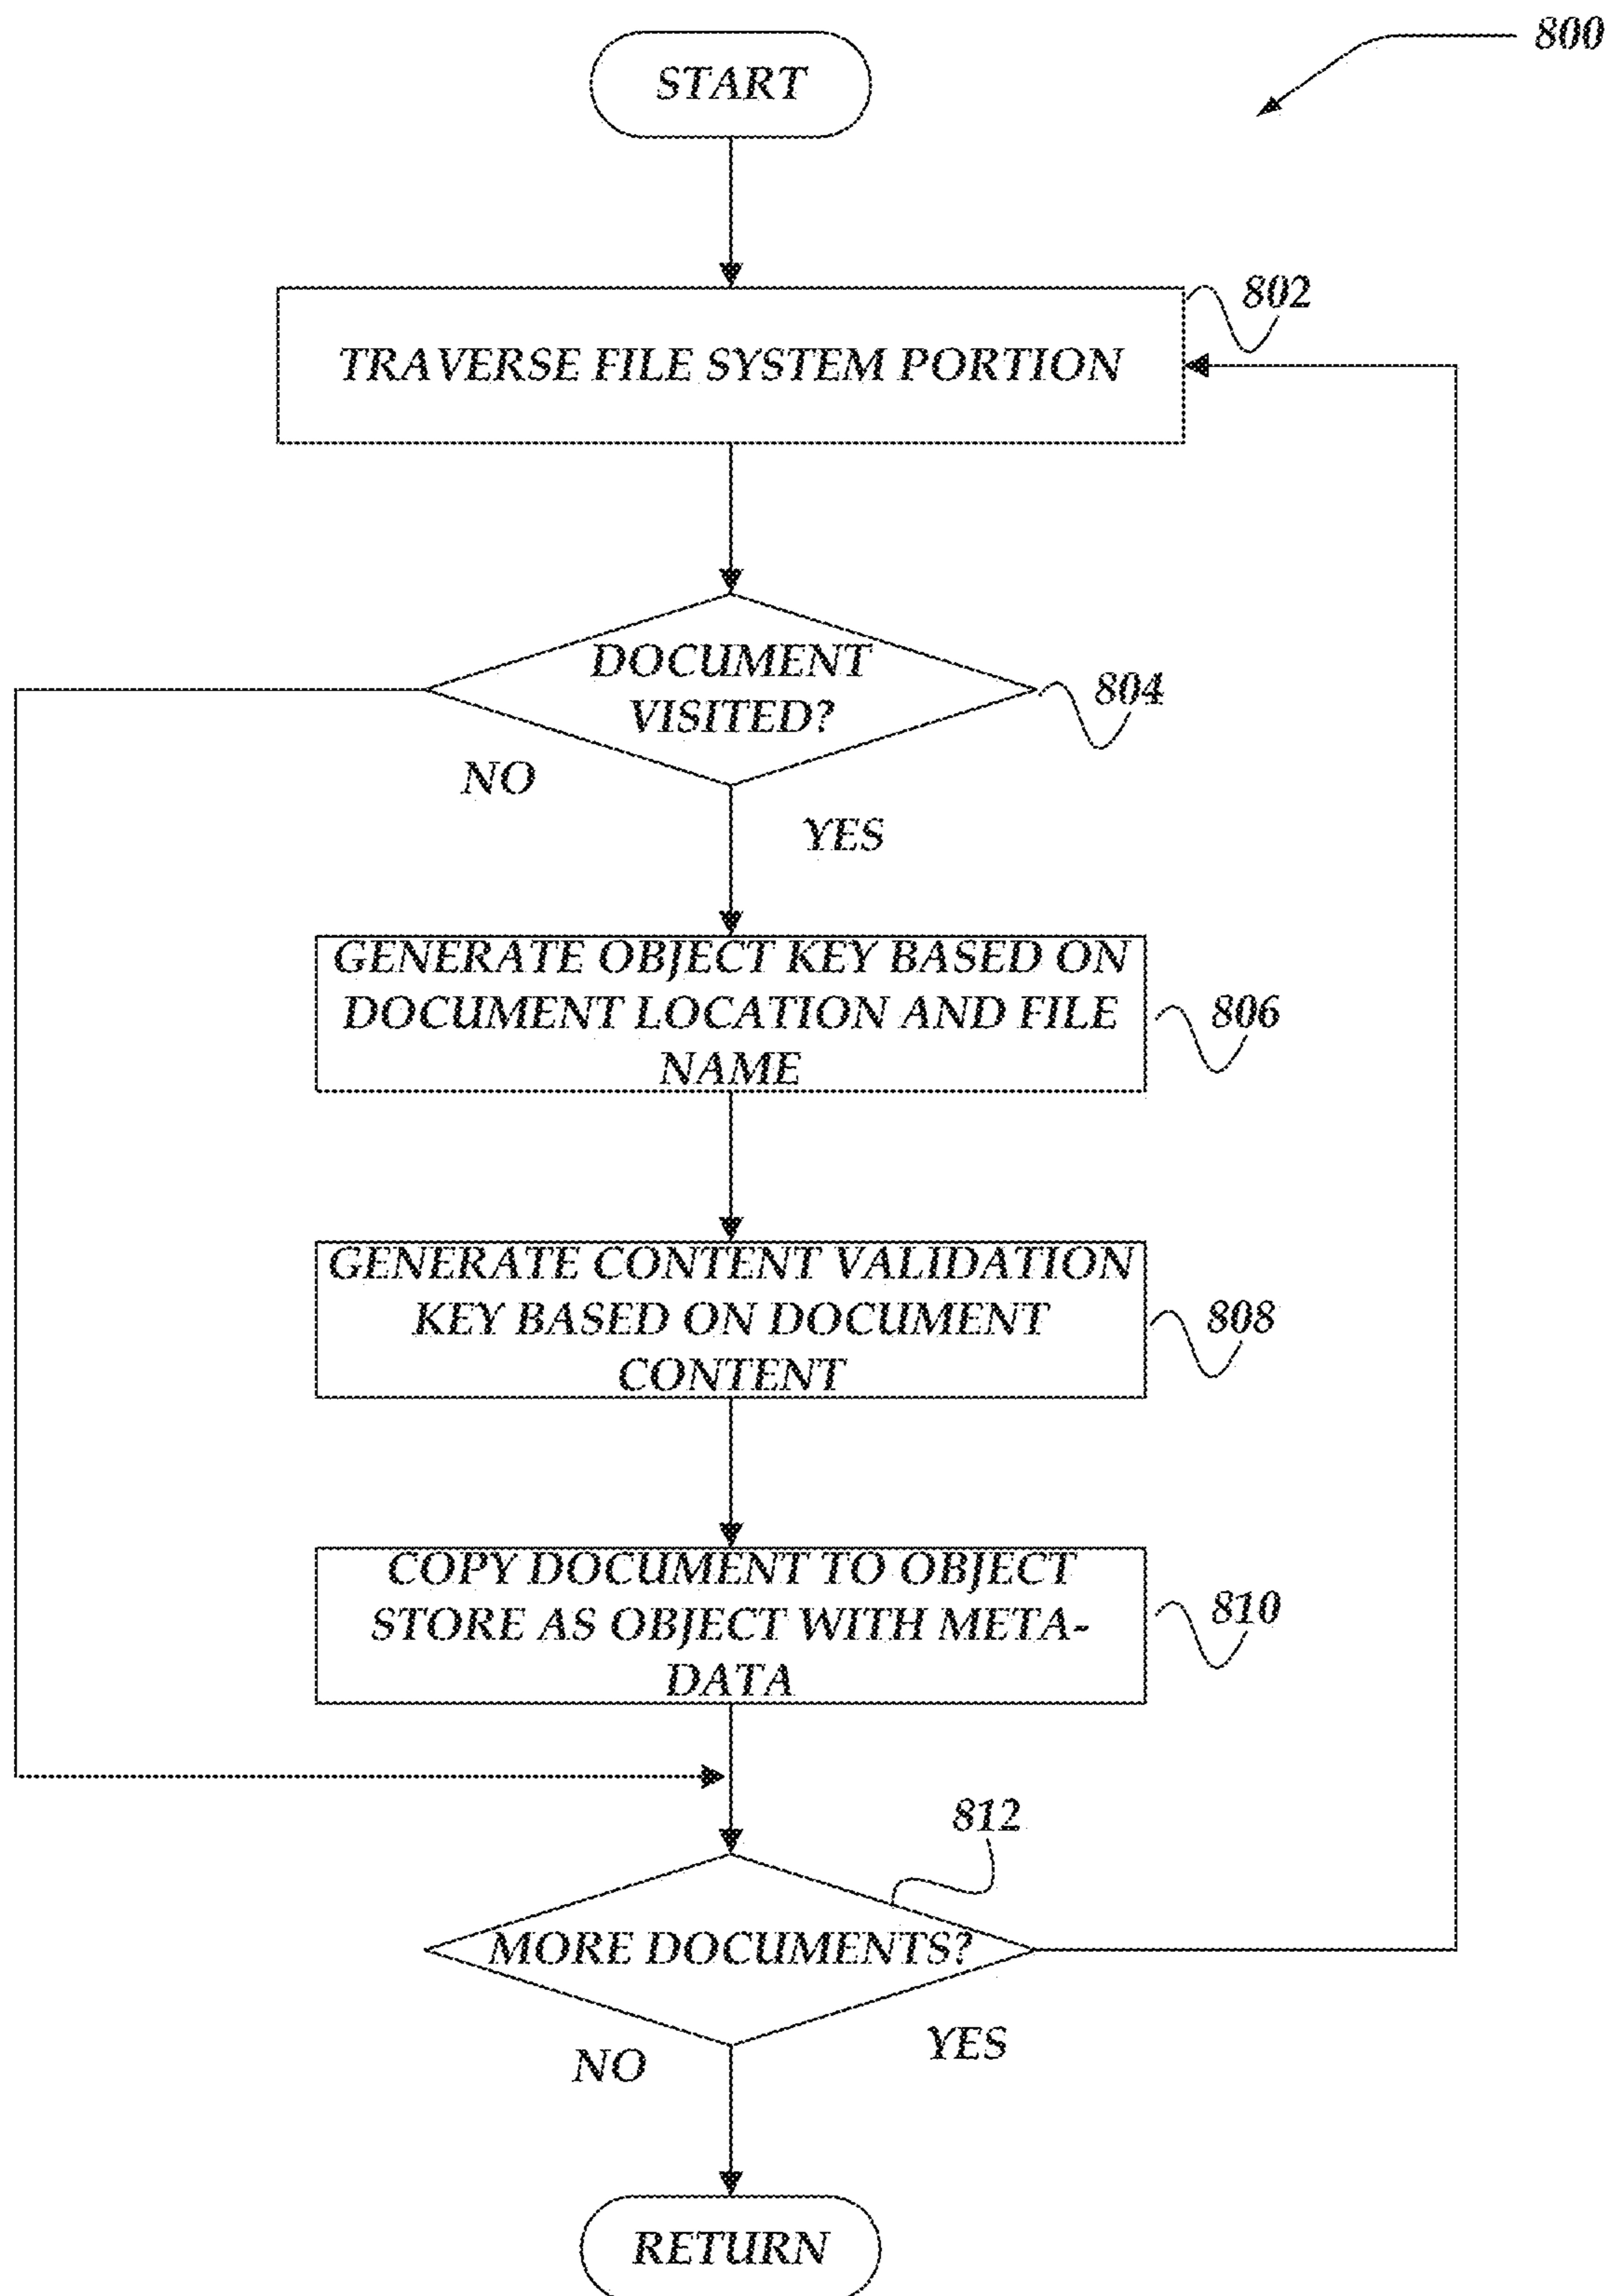 800
START
802
TRAVERSE FILE SYSTEM PORTION
DOCUMENT
VISITED?
804
NO
YES
GENERATE OBJECT KEY BASED ON
DOCUMENT LOCATION AND FILE
NAME
806
GENERATE CONTENT VALIDATION
KEY BASED ON DOCUMENT
CONTENT
808
COPY DOCUMENT TO OBJECT
STORE AS OBJECT WITH META-
DATA
810
812
MORE DOCUMENTS?
YES
NO
RETURN